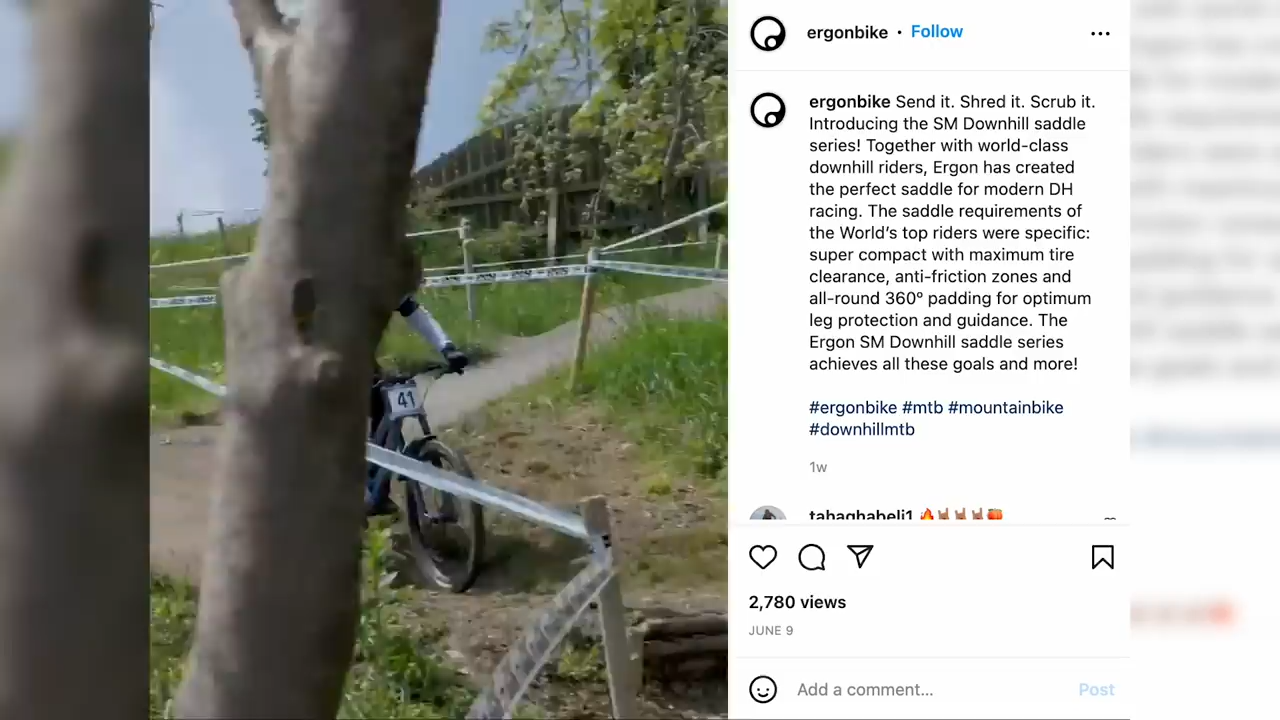 ergonbike • Follow
ergonbike Send it. Shred it. Scrub it.
Introducing the SM Downhill saddle
series! Together with world-class
downhill riders, Ergon has created
the perfect saddle for modern DH
racing. The saddle requirements of
the World’s top riders were specific:
super compact with maximum tire
clearance, anti-friction zones and
all-round 360° padding for optimum
leg protection and guidance. The
Ergon SM Downhill saddle series
achieves all these goals and more!
#ergonbike #mtb #mountainbike
#downhillmtb
1w
tahaghabeli1 🔥🤘🏽🤘🏽🤘🏽
41
2,780 views
JUNE 9
Add a comment...
Post